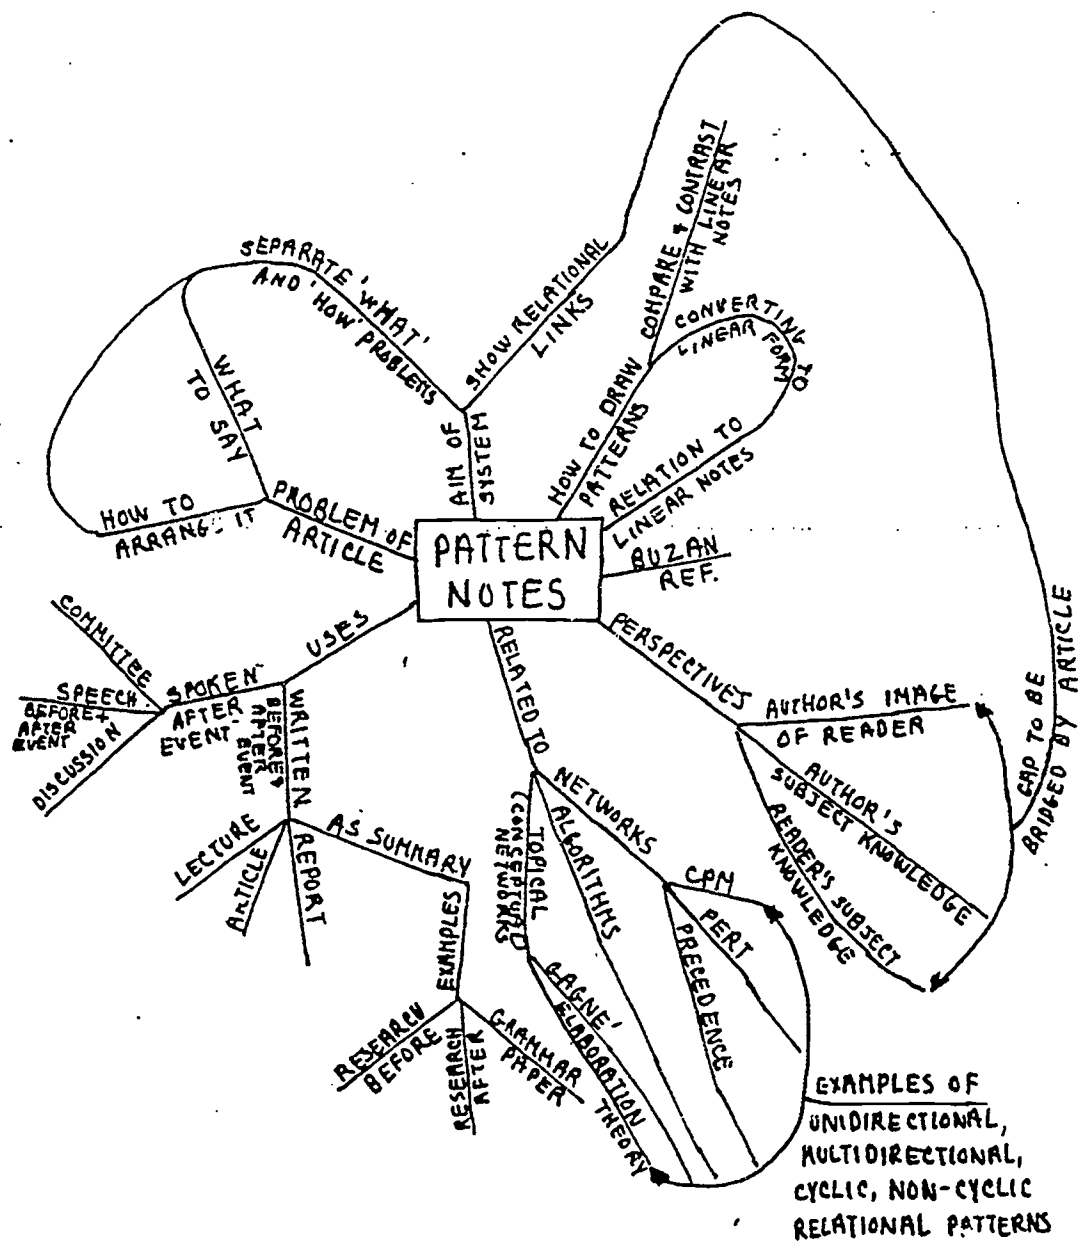 PATTERN
NOTES
AIM OF
SYSTEM
SEPARATE 'WHAT'
AND 'HOW' PROBLEMS
SHOW RELATIONAL
LINKS
HOW TO DRAW
PATTERNS
COMPARE & CONTRAST
WITH LINEAR
NOTES
CONVERTING TO
LINEAR FORM
RELATION TO
LINEAR NOTES
BUZAN
REF.
PERSPECTIVES
AUTHOR'S IMAGE
OF READER
AUTHOR'S
SUBJECT KNOWLEDGE
READER'S SUBJECT
KNOWLEDGE
GAP TO BE
BRIDGED BY ARTICLE
RELATED TO
NETWORKS
CPM
PERT
PRECEDENCE
ALGORITHMS
TOPICAL
(CONSEPTUAL)
NETWORKS
GAGNE'
ELABORATION
THEORY
EXAMPLES OF
UNIDIRECTIONAL,
MULTIDIRECTIONAL,
CYCLIC, NON-CYCLIC
RELATIONAL PATTERNS
USES
WRITTEN
BEFORE &
AFTER
EVENT
AS SUMMARY
EXAMPLES
RESEARCH
BEFORE
RESEARCH
AFTER
GRAMMAR
PAPER
REPORT
ARTICLE
LECTURE
SPOKEN
AFTER
EVENT
COMMITTEE
SPEECH
BEFORE +
AFTER
EVENT
DISCUSSION
PROBLEM OF
ARTICLE
WHAT
TO SAY
HOW TO
ARRANGE IT